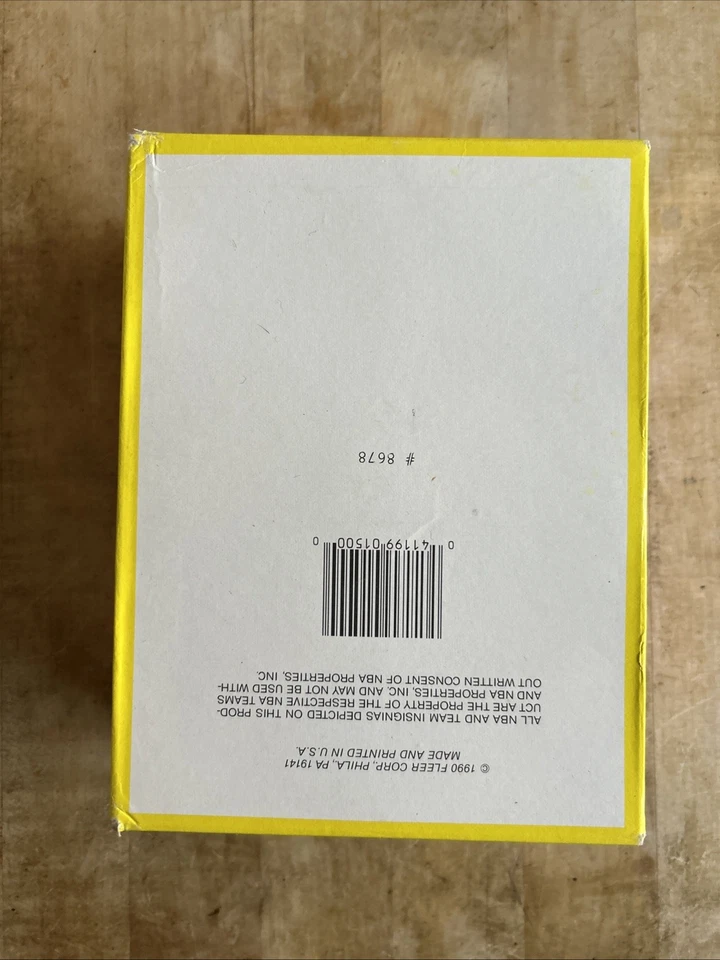 © 1990 FLEER CORP., PHILA., PA 19141
MADE AND PRINTED IN U.S.A.
ALL NBA AND TEAM INSIGNIAS DEPICTED ON THIS PROD-
UCT ARE THE PROPERTY OF THE RESPECTIVE NBA TEAMS
AND NBA PROPERTIES, INC. AND MAY NOT BE USED WITH-
OUT WRITTEN CONSENT OF NBA PROPERTIES, INC.
0 41199 01500 0
# 8678